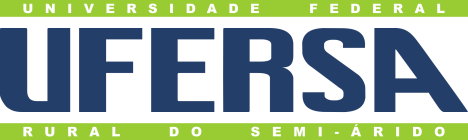 UNIVERSIDADE FEDERAL
UFERSA
RURAL DO SEMI-ÁRIDO